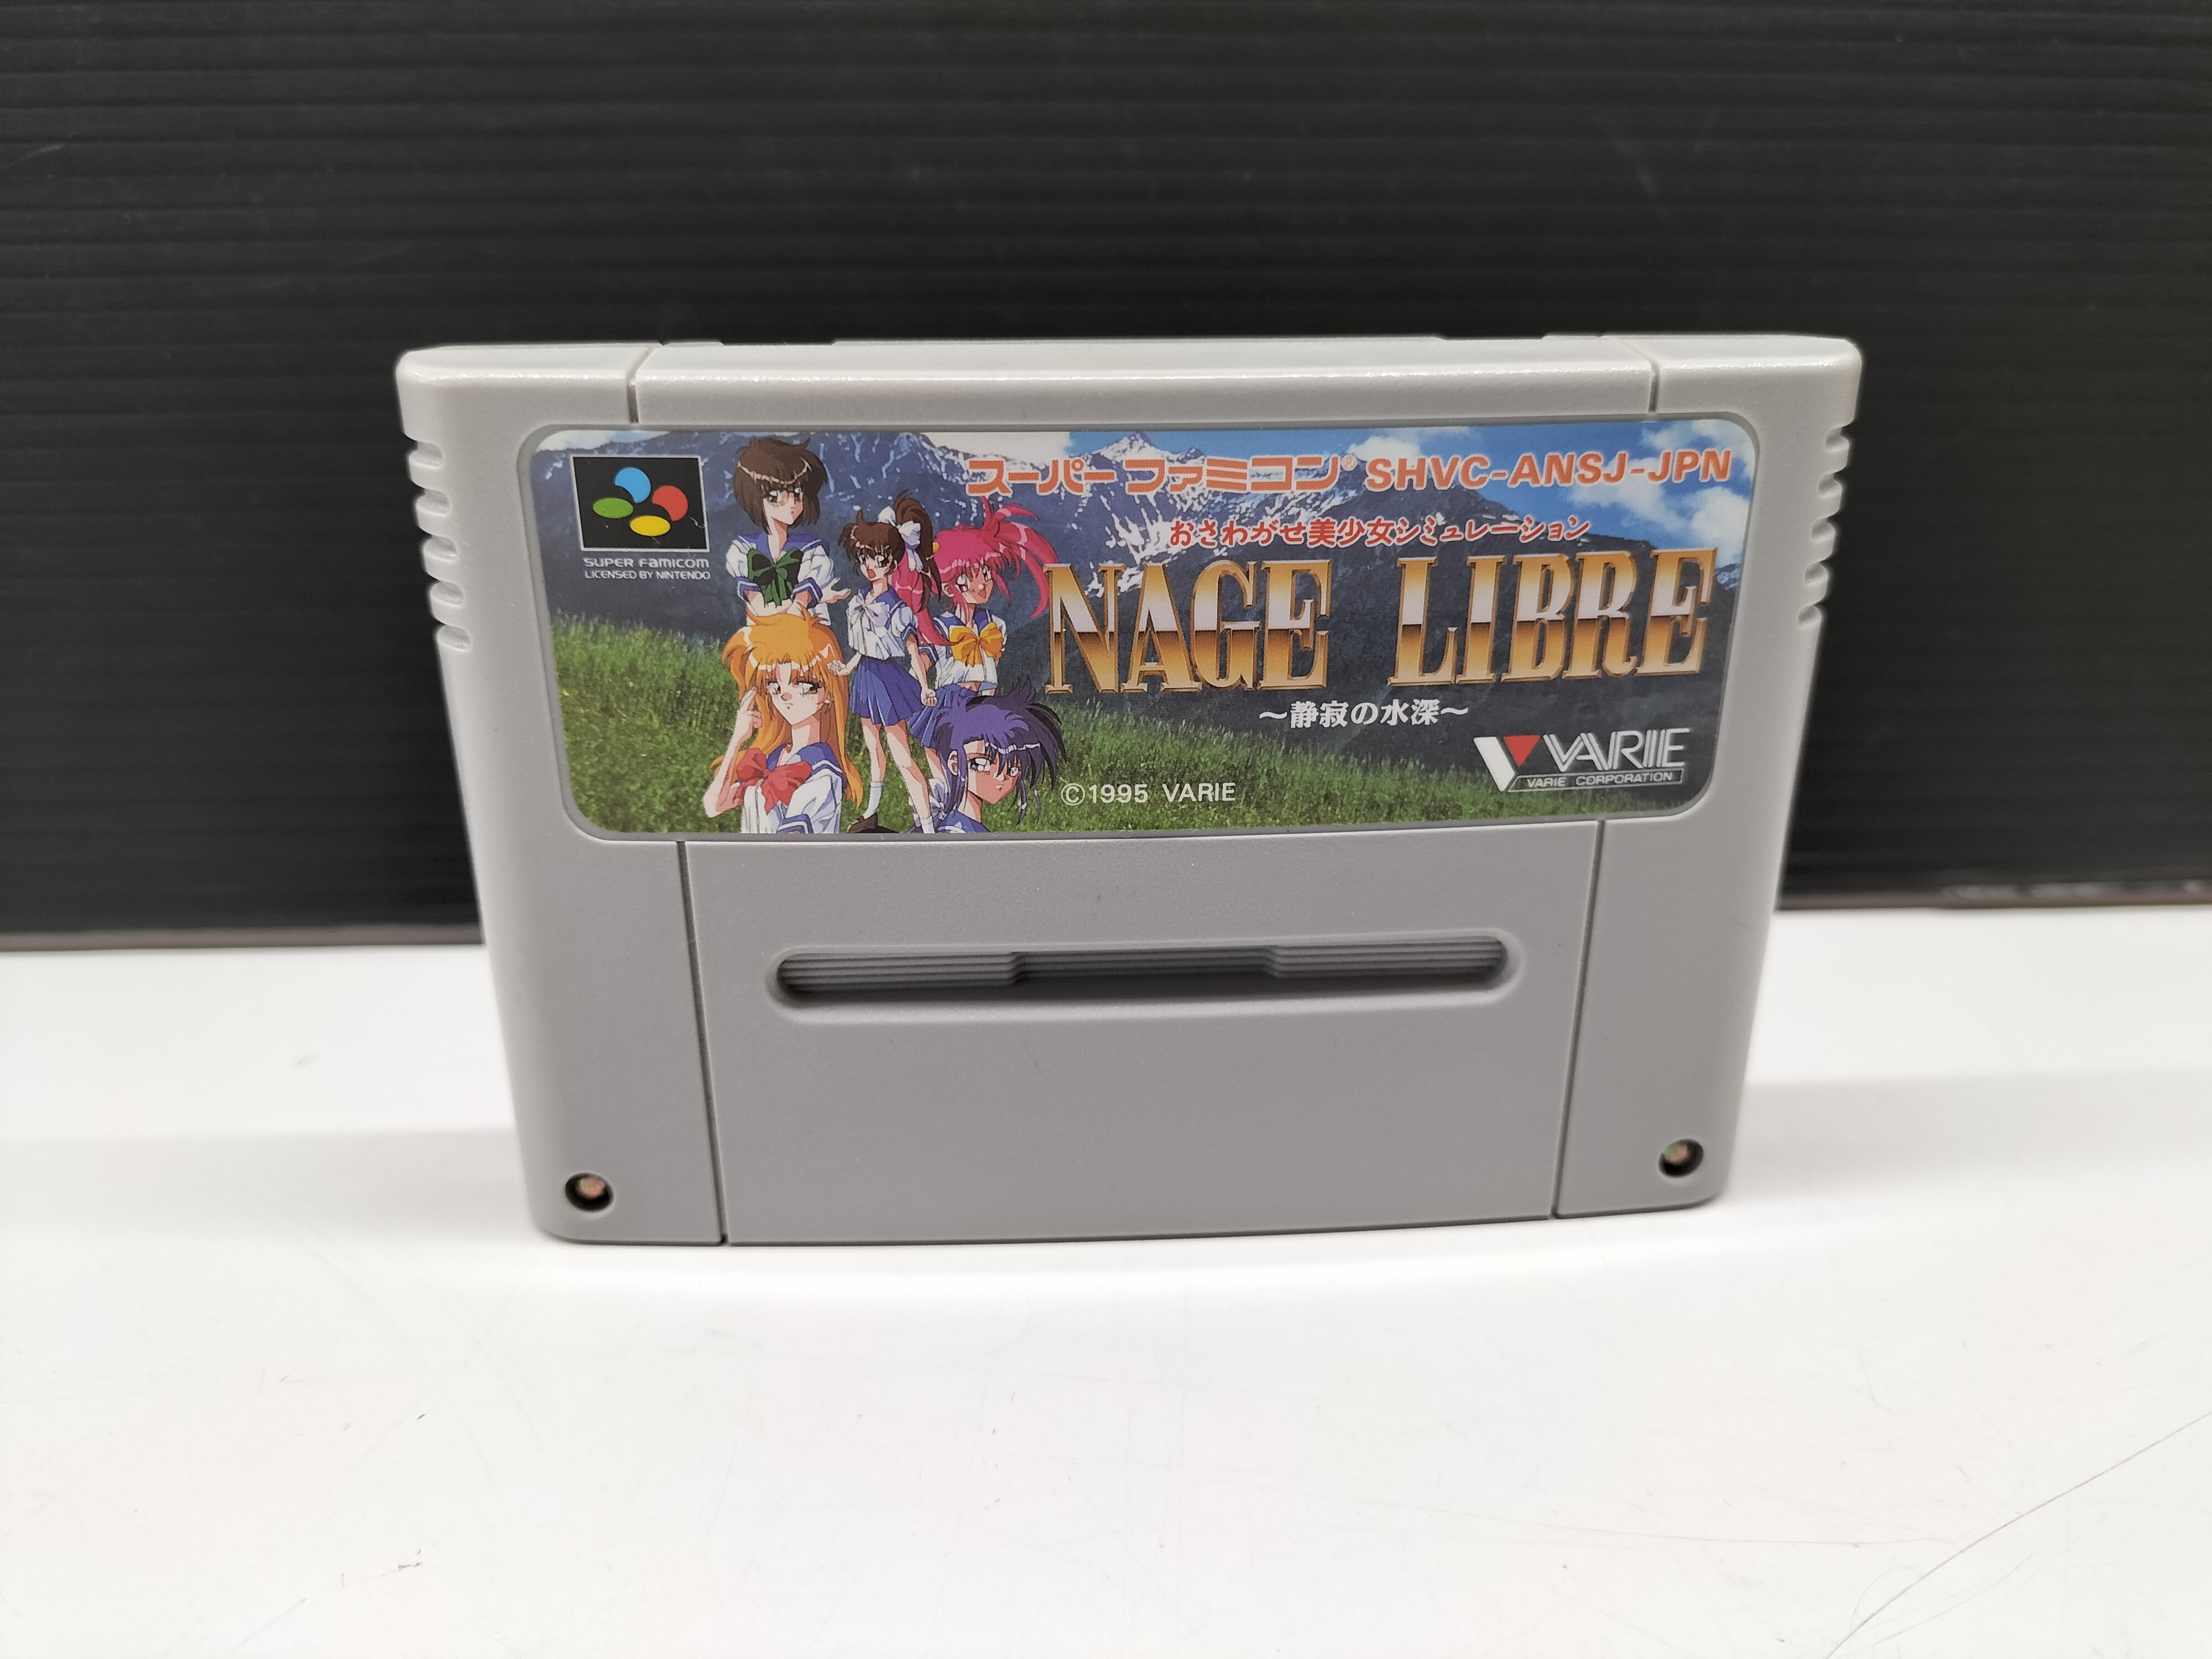 スーパーファミコン® SHVC-ANSJ-JPN
SUPER FAMICOM
LICENSED BY NINTENDO
おさわがせ美少女シミュレーション
NAGE LIBRE
〜静寂の水深〜
VARIE
VARIE CORPORATION
©1995 VARIE